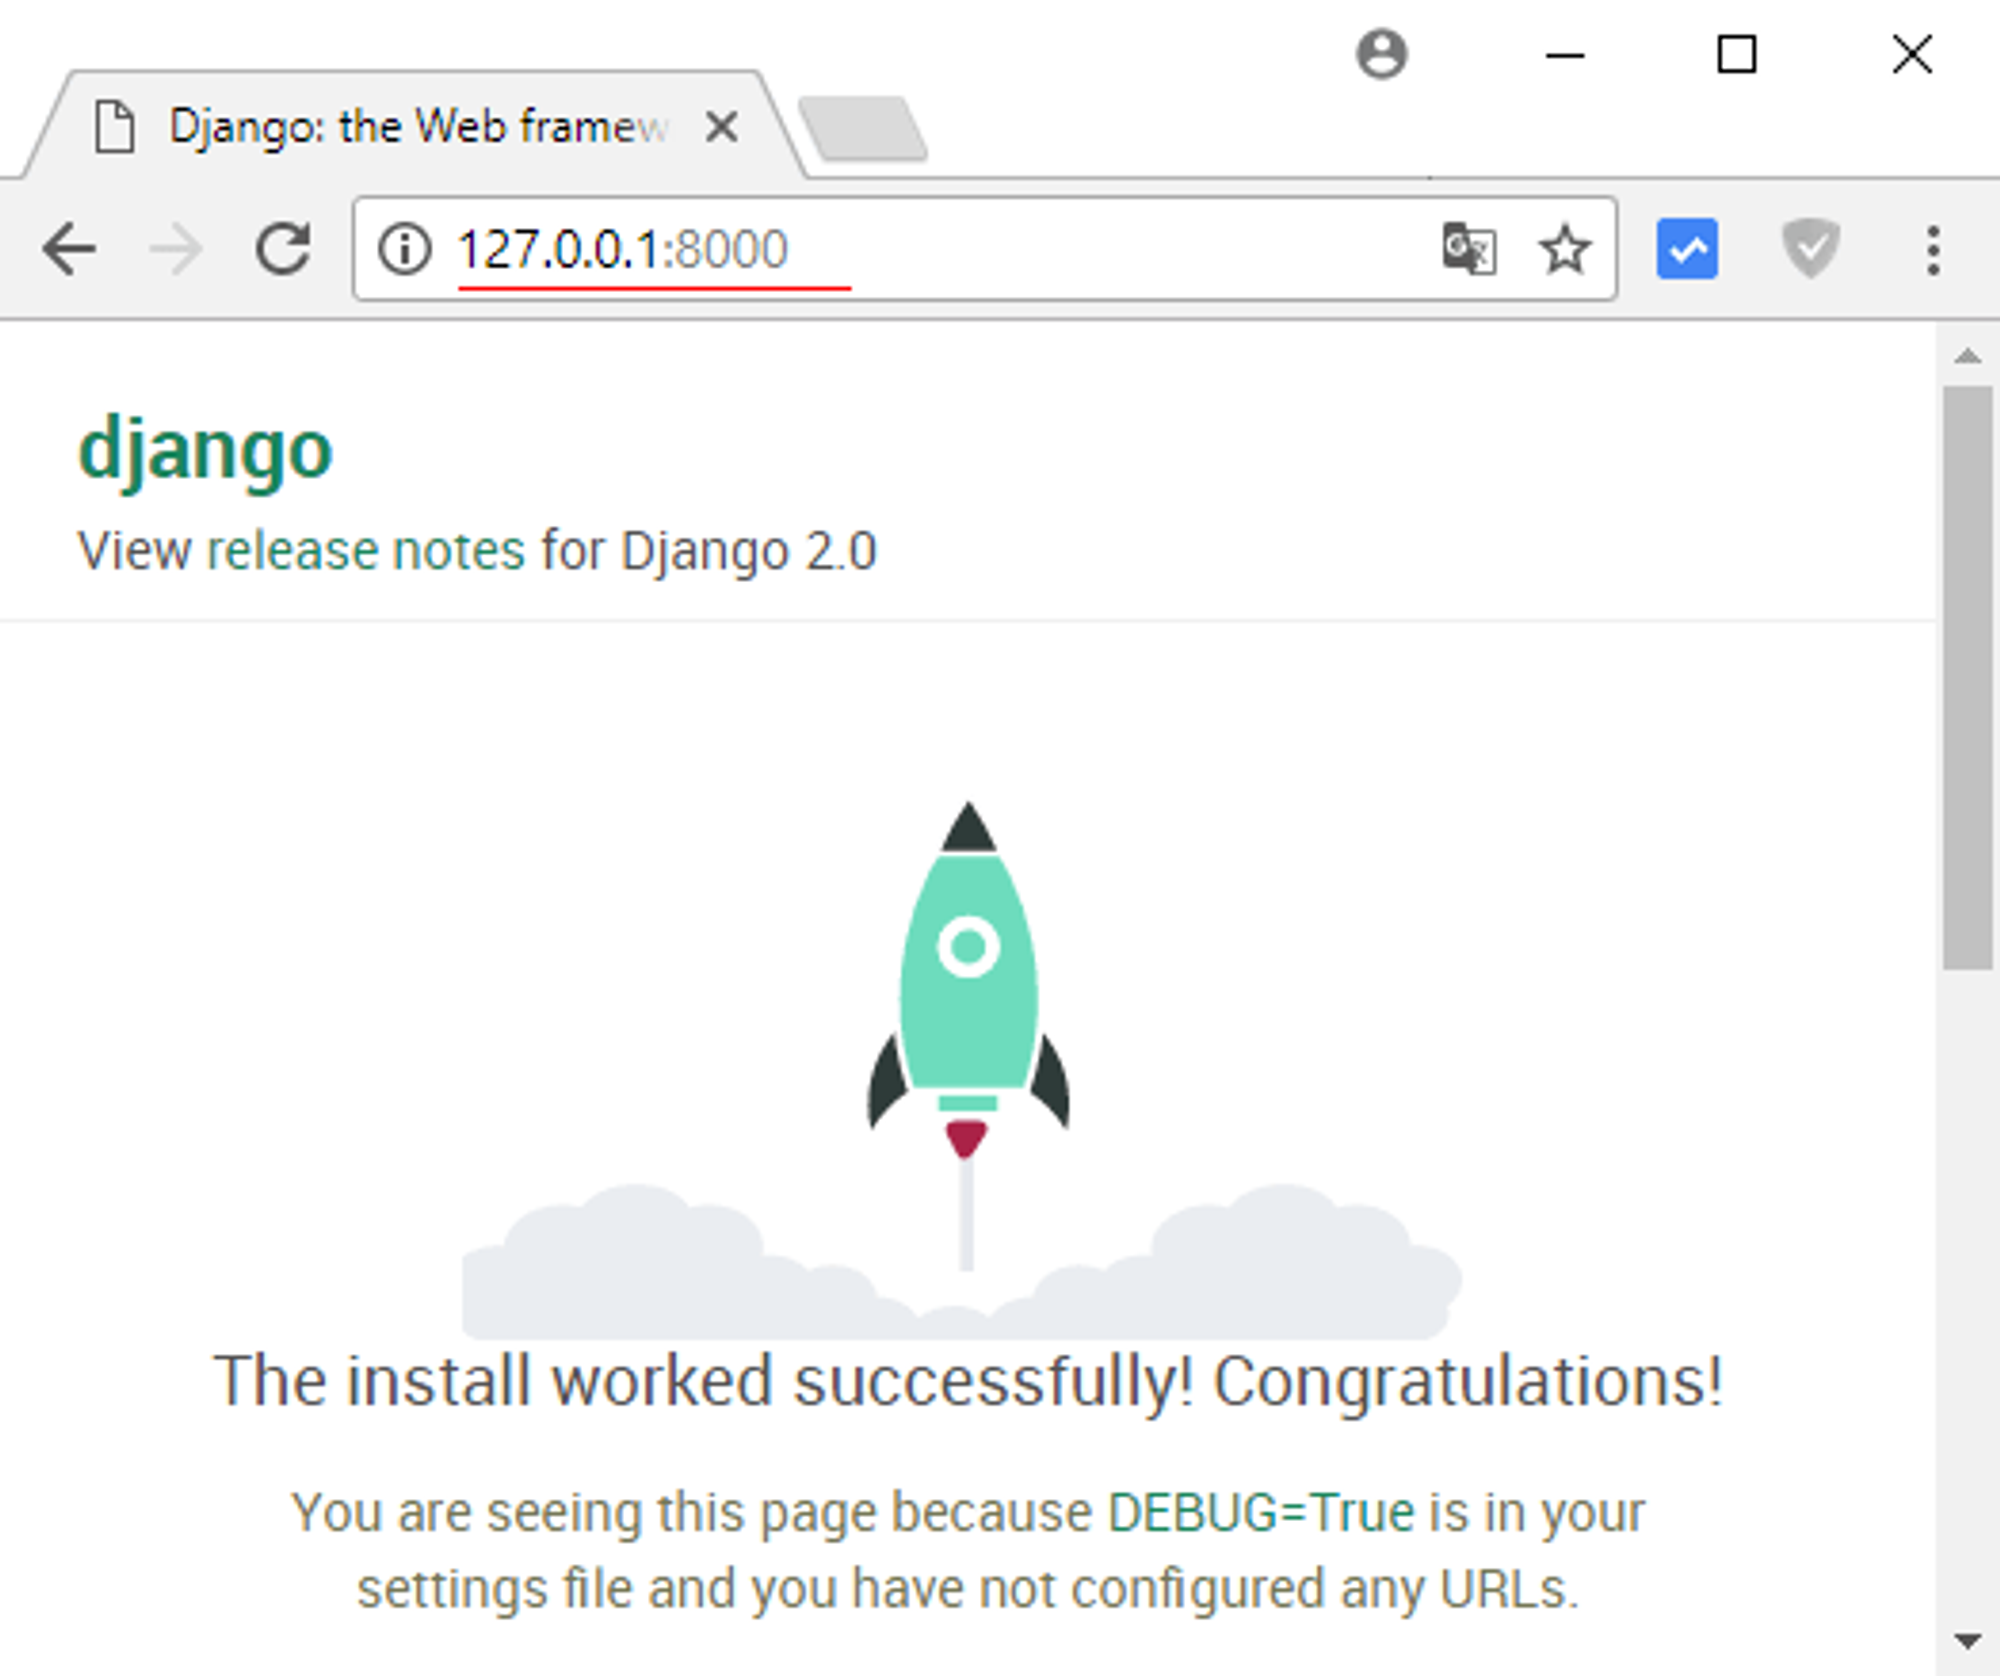 Django: the Web framew
127.0.0.1:8000
django
View release notes for Django 2.0
The install worked successfully! Congratulations!
You are seeing this page because DEBUG=True is in your
settings file and you have not configured any URLs.